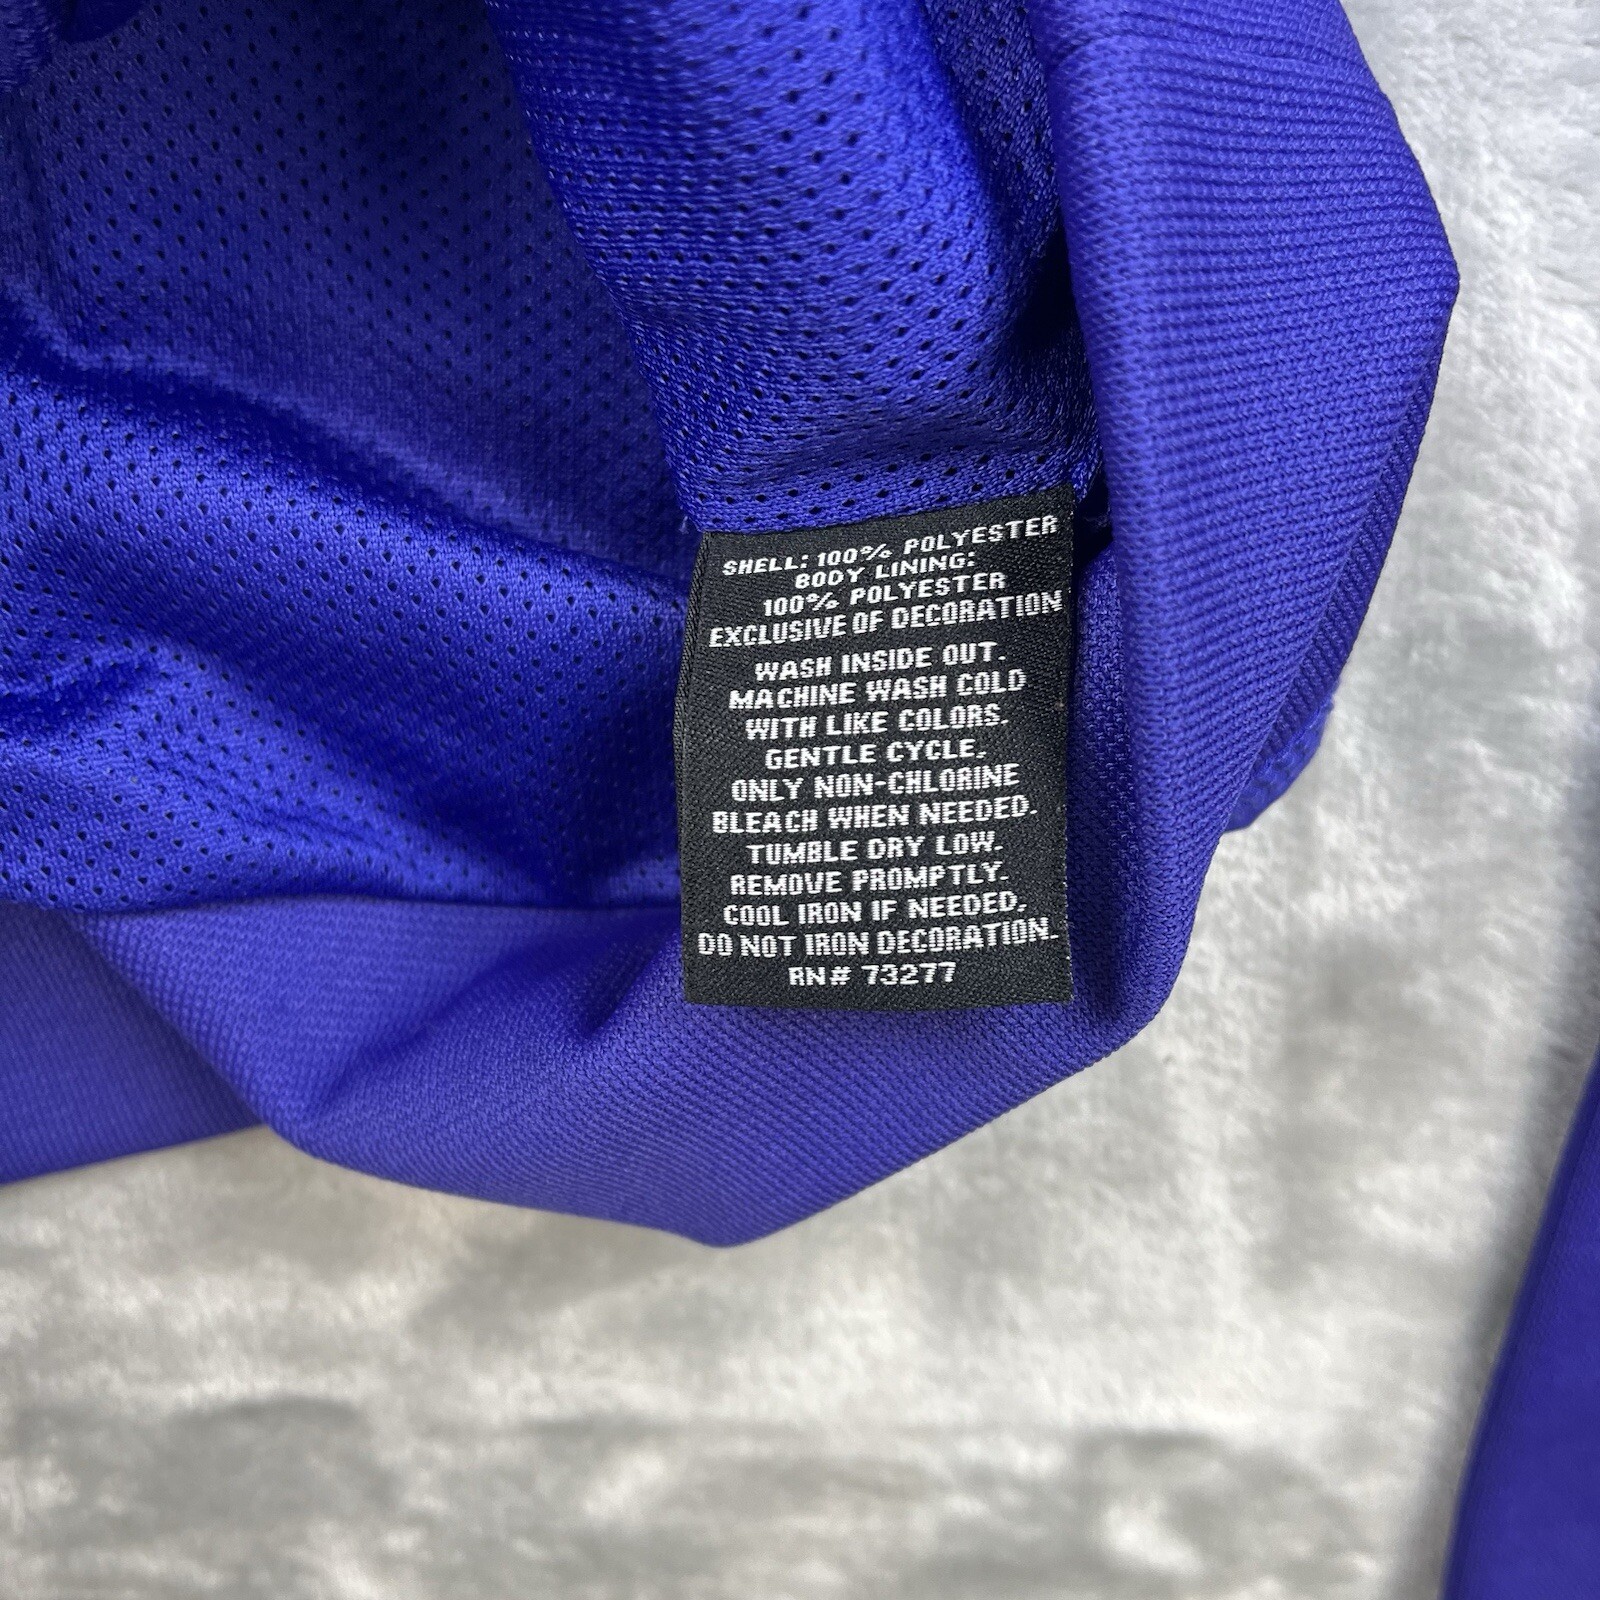 SHELL: 100% POLYESTER
BODY LINING:
100% POLYESTER
EXCLUSIVE OF DECORATION
WASH INSIDE OUT.
MACHINE WASH COLD
WITH LIKE COLORS.
GENTLE CYCLE,
ONLY NON-CHLORINE
BLEACH WHEN NEEDED.
TUMBLE DRY LOW.
REMOVE PROMPTLY.
COOL IRON IF NEEDED,
DO NOT IRON DECORATION.
RN# 73277